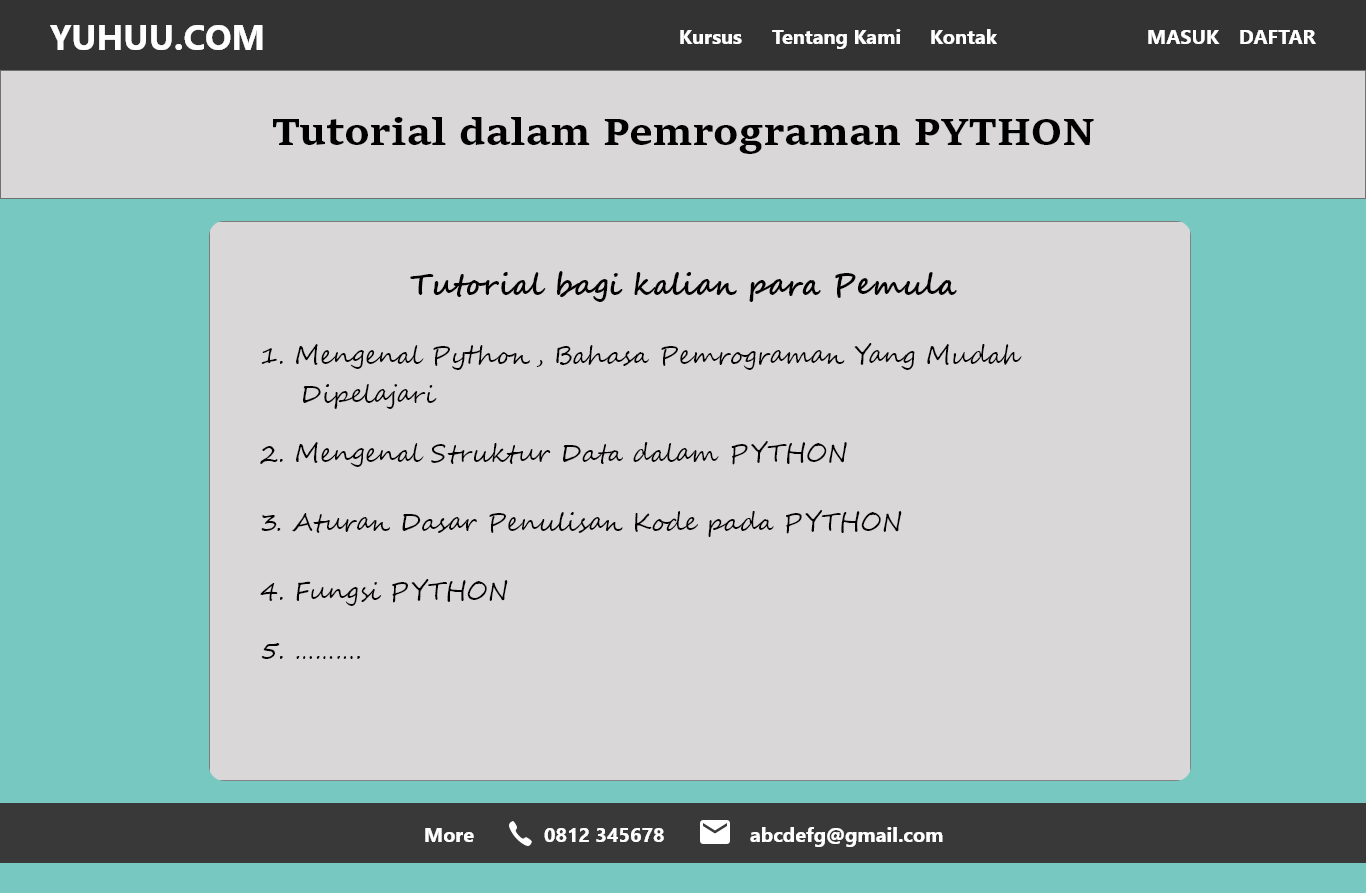 YUHUU.COM Kursus Tentang Kami Kontak MASUK DAFTAR
Tutorial dalam Pemrograman PYTHON
Tutorial bagi kalian para Pemula
1. Mengenal Python , Bahasa Pemrograman Yang Mudah
Dipelajari
2. Mengenal Struktur Data dalam PYTHON
3. Aturan Dasar Penulisan Kode pada PYTHON
4. Fungsi PYTHON
5. ..........
More 0812 345678 abcdefg@gmail.com